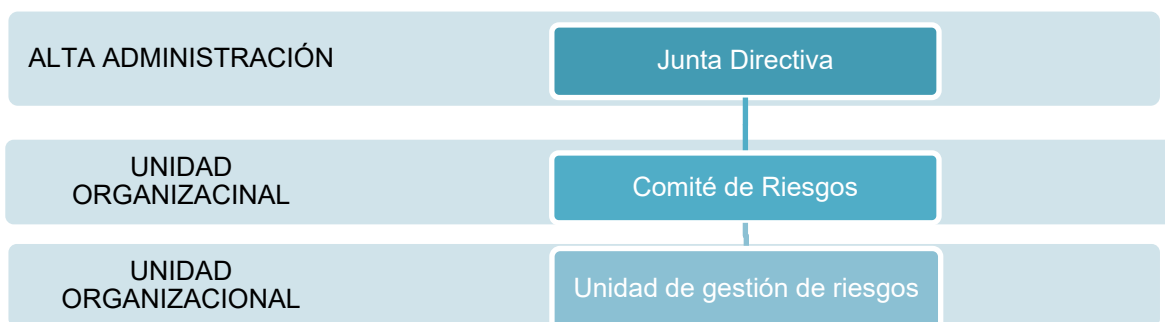 ALTA ADMINISTRACIÓN
Junta Directiva
UNIDAD
ORGANIZACINAL
Comité de Riesgos
UNIDAD
ORGANIZACIONAL
Unidad de gestión de riesgos